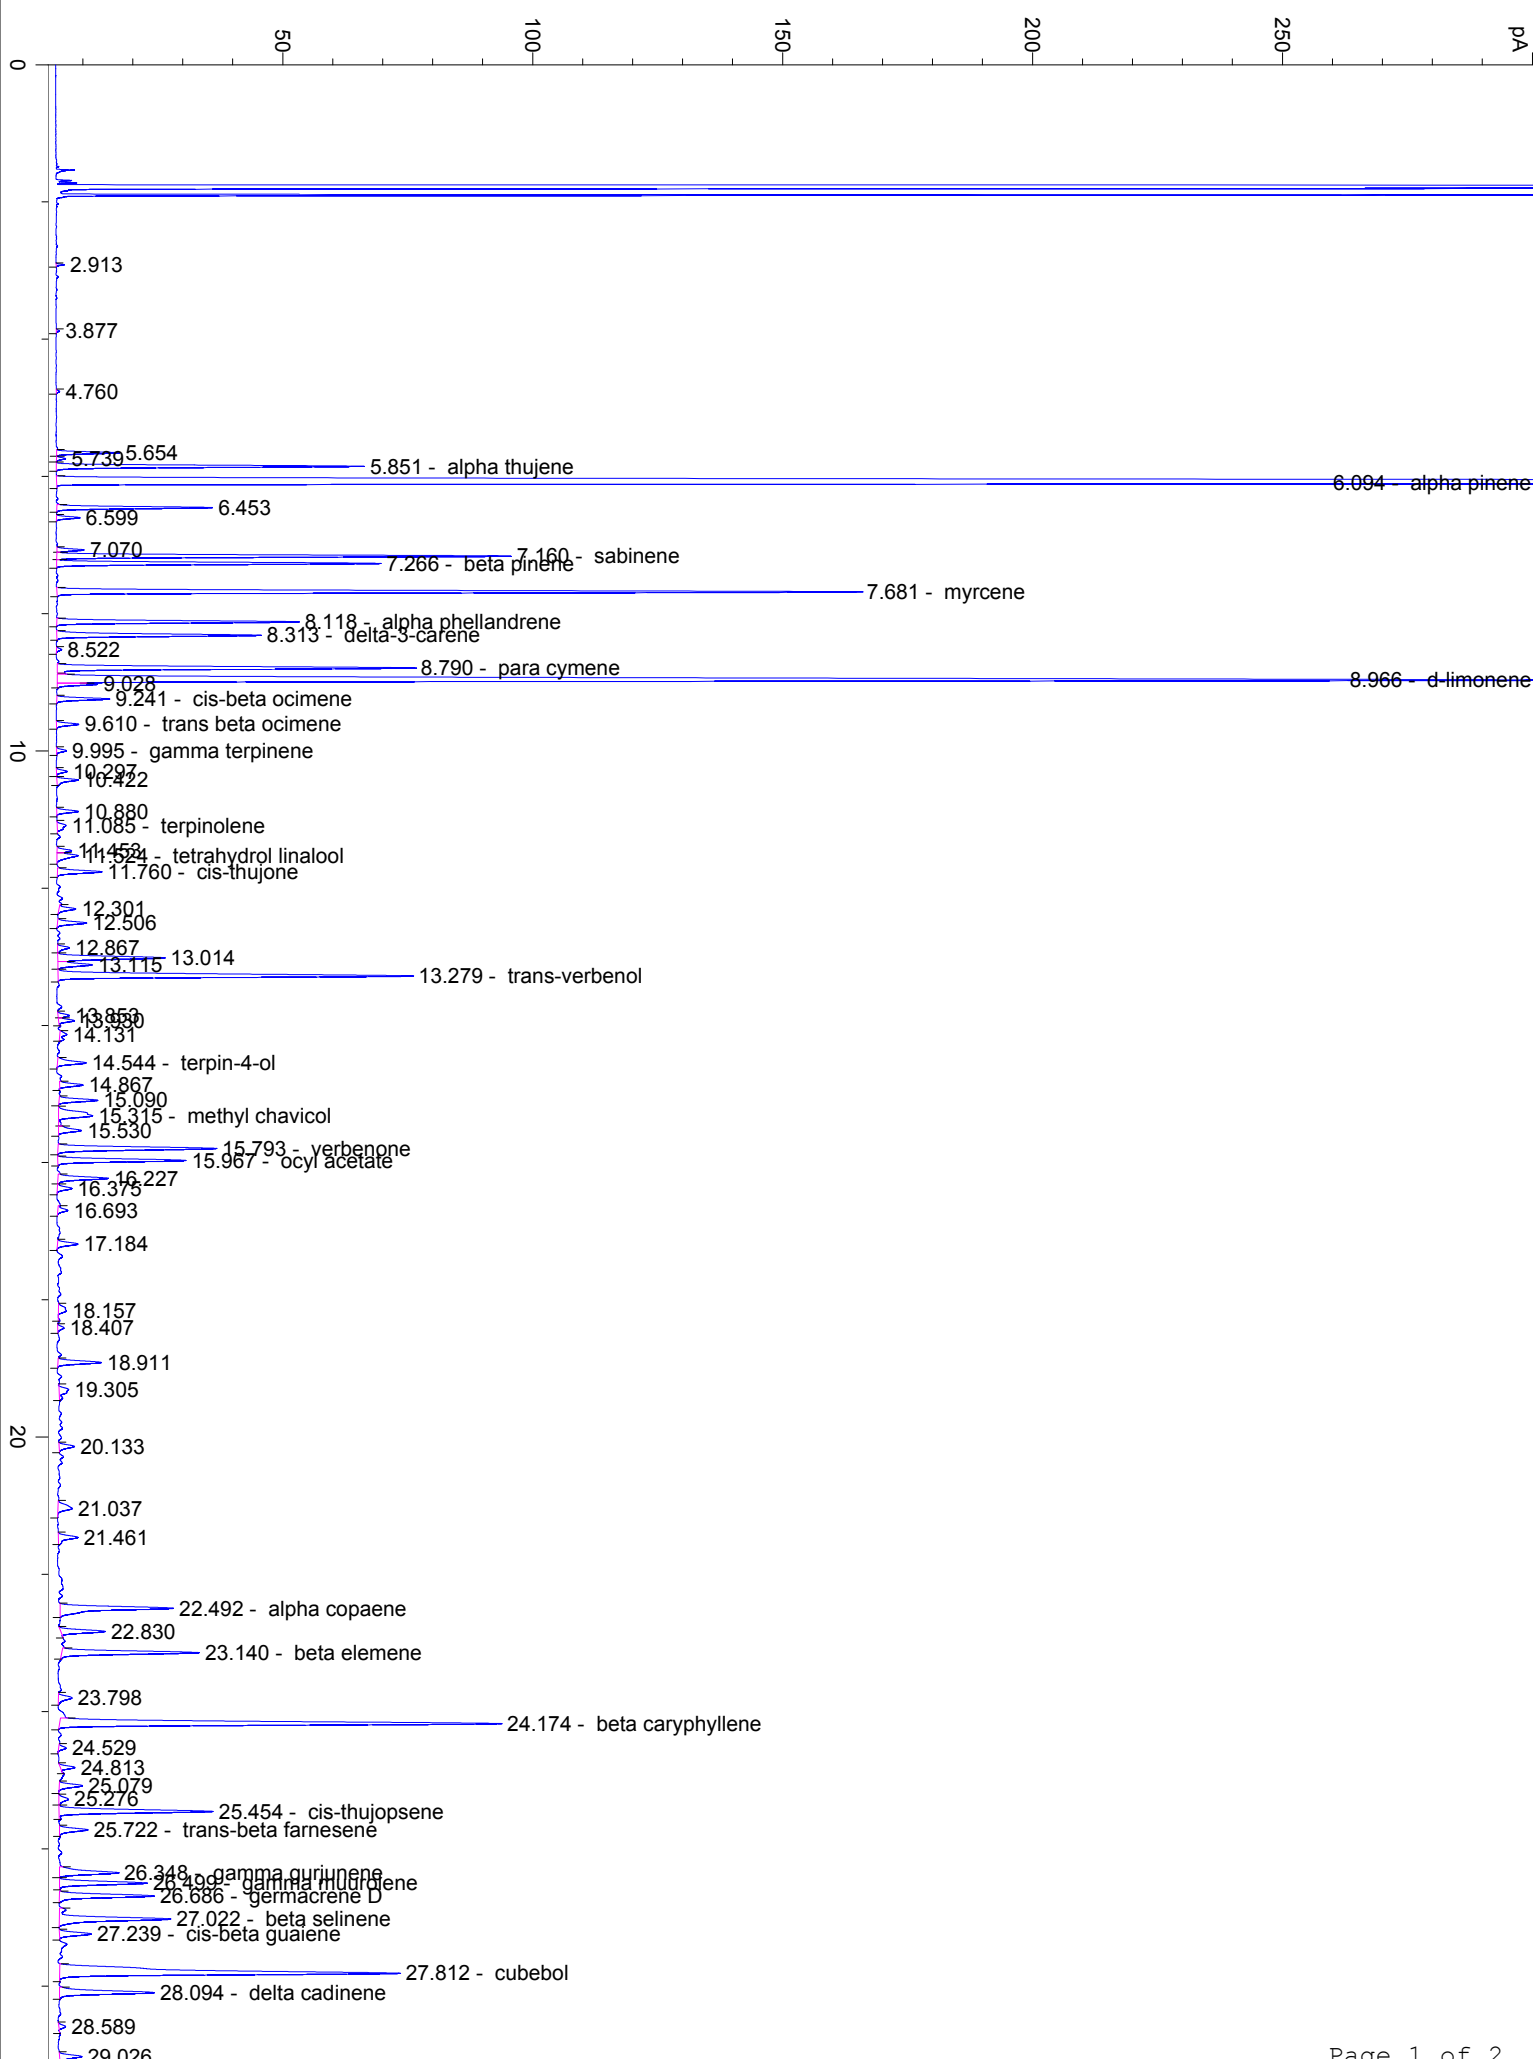 50
100
150
200
250
pA
0
2.913
3.877
4.760
5.654
5.739
5.851 - alpha thujene
6.094 - alpha pinene
6.453
6.599
7.070
7.160 - sabinene
7.266 - beta pinene
7.681 - myrcene
8.118 - alpha phellandrene
8.313 - delta-3-carene
8.522
8.790 - para cymene
8.966 - d-limonene
9.028
9.241 - cis-beta ocimene
9.610 - trans beta ocimene
10
9.995 - gamma terpinene
10.297
10.422
10.880
11.085 - terpinolene
11.453
11.524 - tetrahydrol linalool
11.760 - cis-thujone
12.301
12.506
12.867
13.014
13.115
13.279 - trans-verbenol
13.853
13.930
14.131
14.544 - terpin-4-ol
14.867
15.090
15.315 - methyl chavicol
15.530
15.793 - verbenone
15.967 - ocyl acetate
16.227
16.375
16.693
17.184
18.157
18.407
18.911
19.305
20
20.133
21.037
21.461
22.492 - alpha copaene
22.830
23.140 - beta elemene
23.798
24.174 - beta caryphyllene
24.529
24.813
25.079
25.276
25.454 - cis-thujopsene
25.722 - trans-beta farnesene
26.348 - gamma gurjunene
26.499 - gamma muurolene
26.686 - germacrene D
27.022 - beta selinene
27.239 - cis-beta guaiene
27.812 - cubebol
28.094 - delta cadinene
28.589
29.026
Page 1 of 2